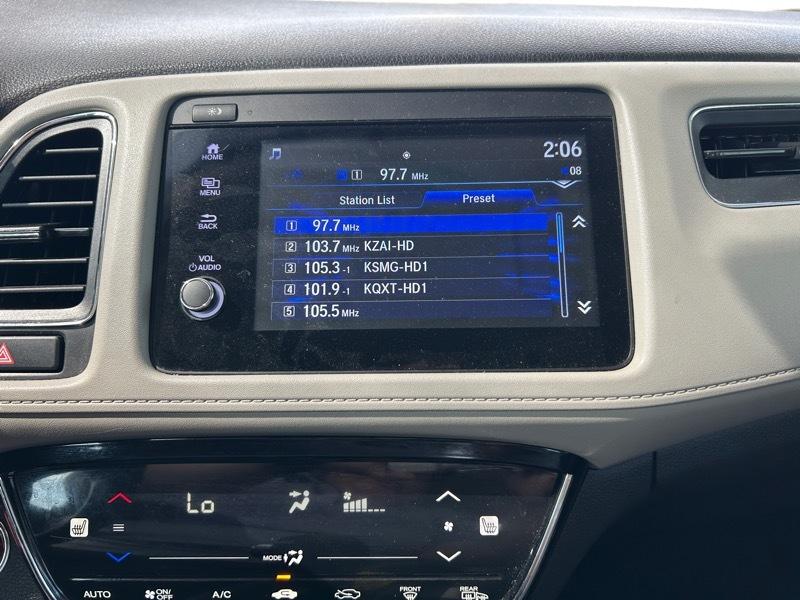 HOME
MENU
BACK
VOL
AUDIO
2:06
1 97.7 MHz
08
Station List Preset
1 97.7 MHz
2 103.7 MHz KZAI-HD
3 105.3 -1 KSMG-HD1
4 101.9 -1 KQXT-HD1
5 105.5 MHz
Lo
MODE
AUTO ON/OFF A/C FRONT REAR